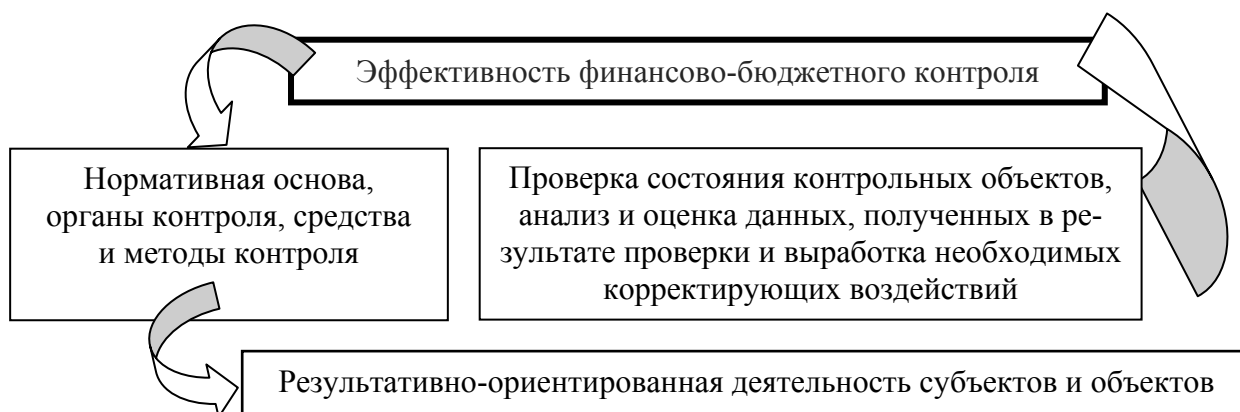 Эффективность финансово-бюджетного контроля
Нормативная основа,
органы контроля, средства
и методы контроля
Проверка состояния контрольных объектов,
анализ и оценка данных, полученных в ре-
зультате проверки и выработка необходимых
корректирующих воздействий
Результативно-ориентированная деятельность субъектов и объектов